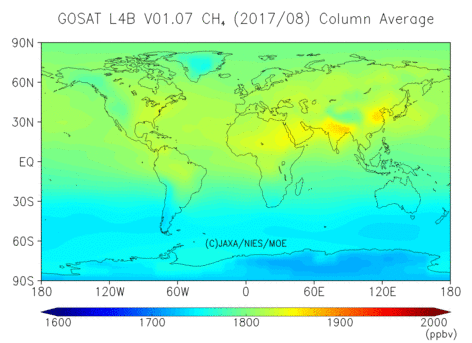 GOSAT L4B V01.07 CH₄ (2017/08) Column Average
90N
60N
30N
EQ
30S
60S
90S
(C)JAXA/NIES/MOE
180 120W 60W 0 60E 120E 180
1600 1700 1800 1900 2000
(ppbv)